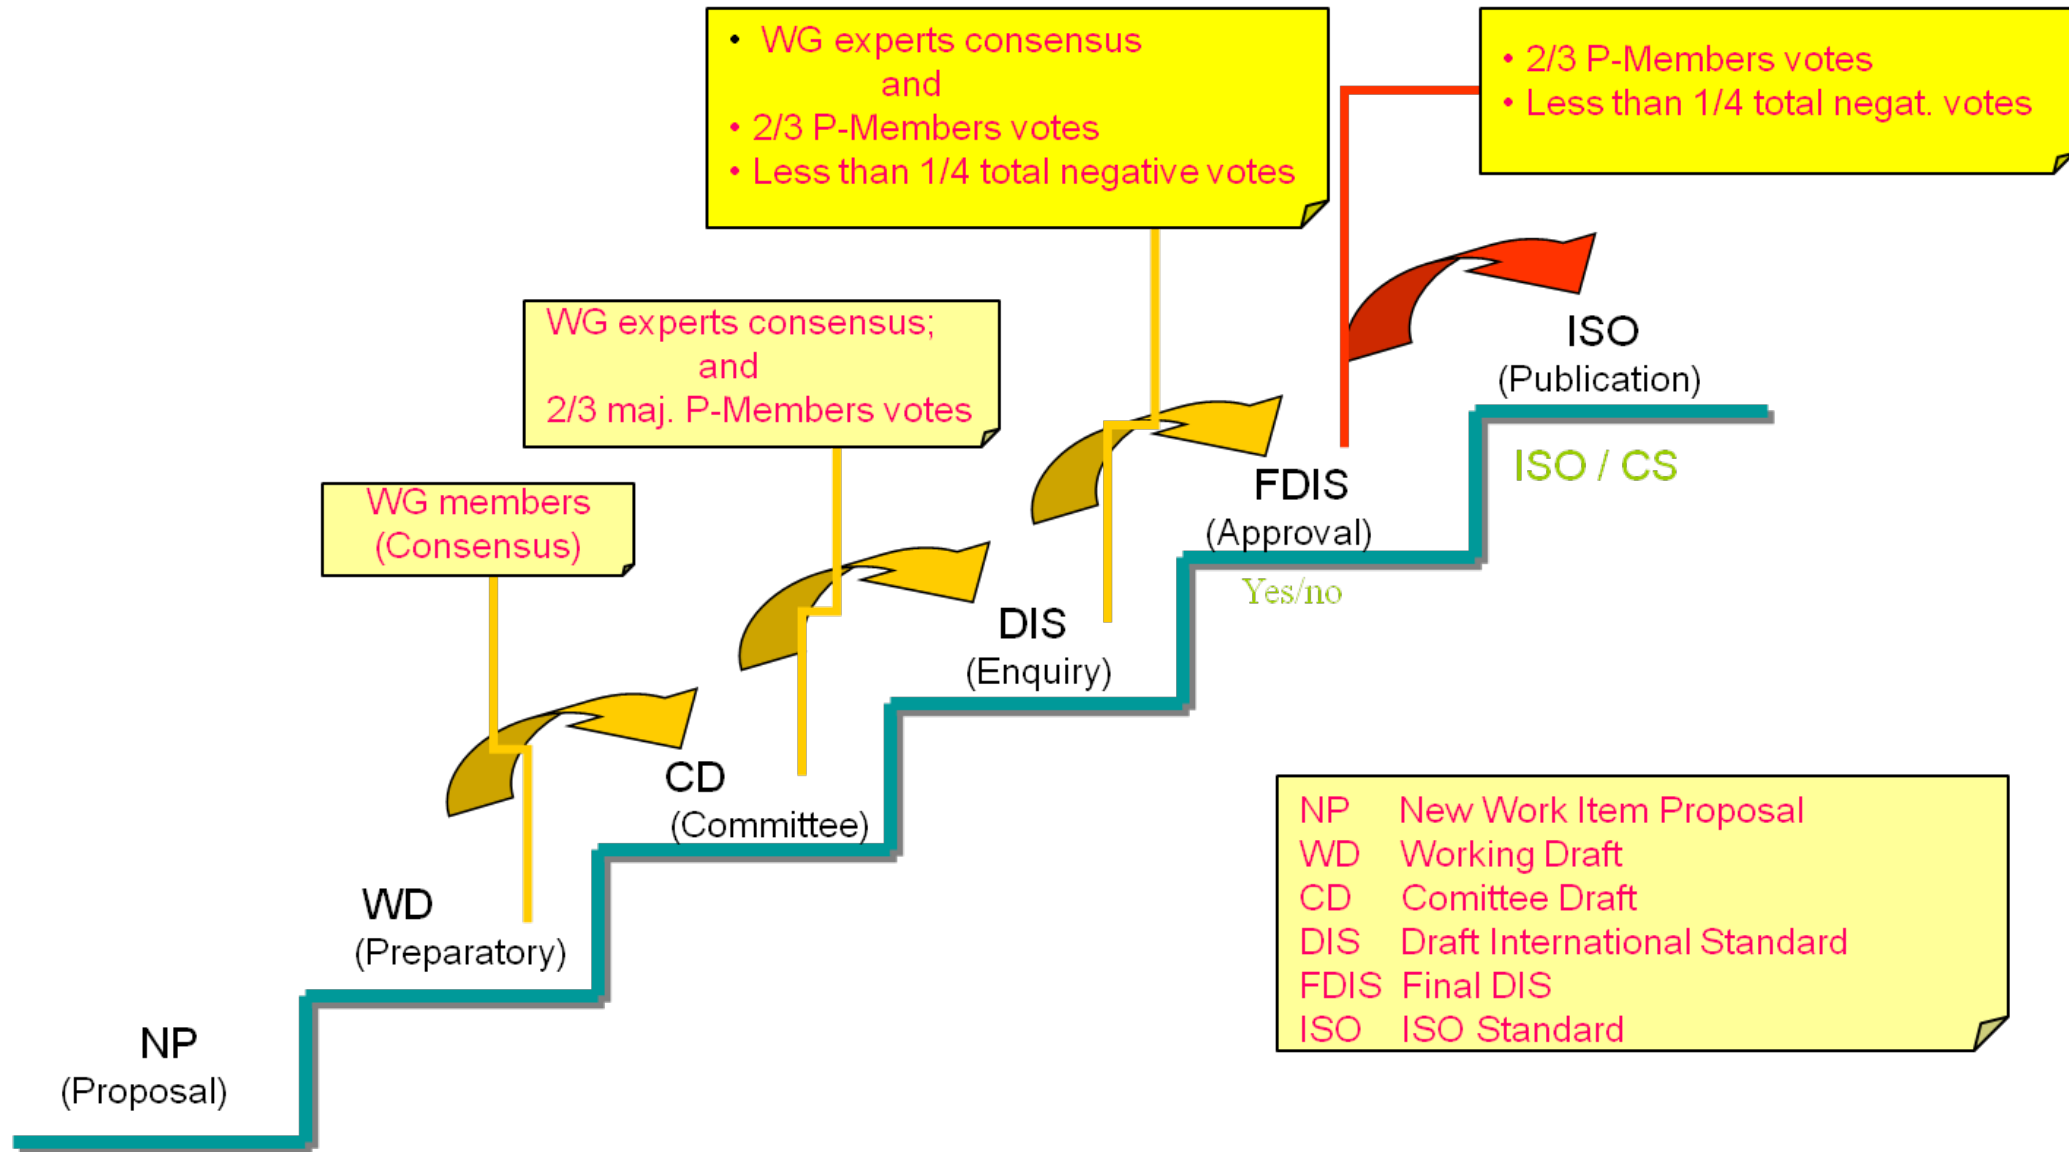 • WG experts consensus
and
• 2/3 P-Members votes
• Less than 1/4 total negative votes
• 2/3 P-Members votes
• Less than 1/4 total negat. votes
WG experts consensus;
and
2/3 maj. P-Members votes
WG members
(Consensus)
ISO
(Publication)
ISO / CS
FDIS
(Approval)
Yes/no
DIS
(Enquiry)
CD
(Committee)
WD
(Preparatory)
NP
(Proposal)
NP New Work Item Proposal
WD Working Draft
CD Comittee Draft
DIS Draft International Standard
FDIS Final DIS
ISO ISO Standard